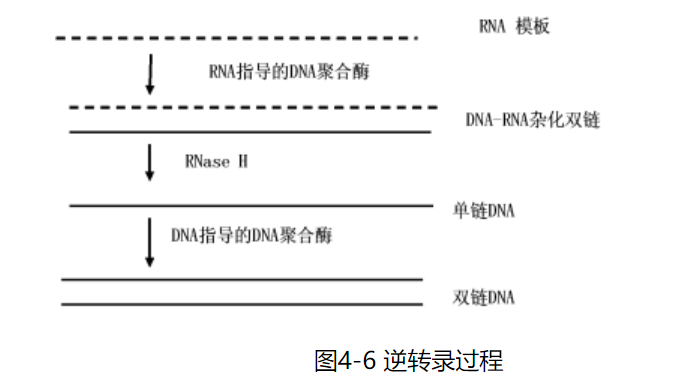 RNA 模板
RNA指导的DNA聚合酶
DNA-RNA杂化双链
RNase H
单链DNA
DNA指导的DNA聚合酶
双链DNA
图4-6 逆转录过程